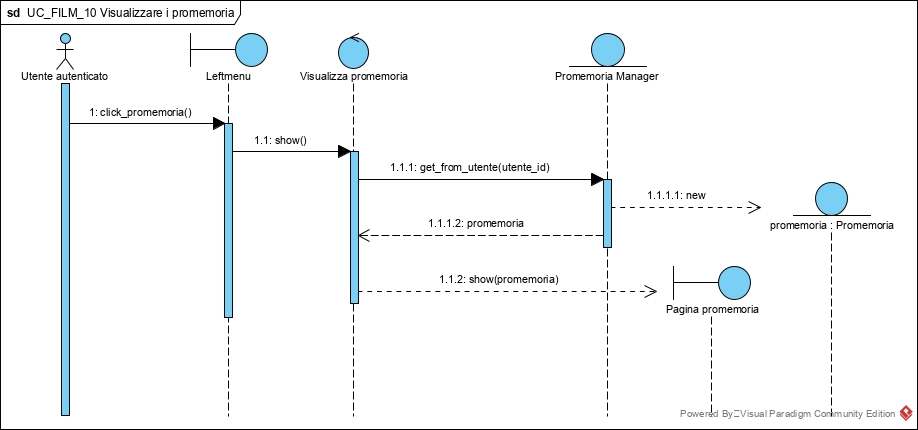 sd UC_FILM_10 Visualizzare i promemoria
Utente autenticato
Leftmenu
Visualizza promemoria
Promemoria Manager
1: click_promemoria()
1.1: show()
1.1.1: get_from_utente(utente_id)
1.1.1.1: new
promemoria : Promemoria
1.1.1.2: promemoria
1.1.2: show(promemoria)
Pagina promemoria
Powered By Visual Paradigm Community Edition